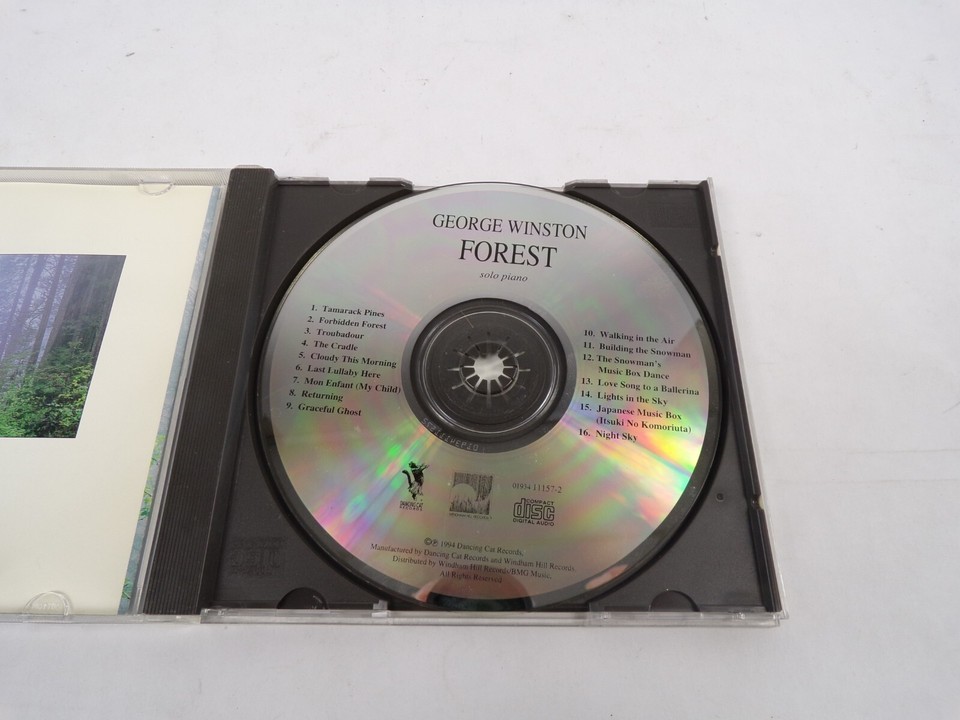 GEORGE WINSTON
FOREST
solo piano
1. Tamarack Pines
2. Forbidden Forest
3. Troubadour
4. The Cradle
5. Cloudy This Morning
6. Last Lullaby Here
7. Mon Enfant (My Child)
8. Returning
9. Graceful Ghost
10. Walking in the Air
11. Building the Snowman
12. The Snowman's
Music Box Dance
13. Love Song to a Ballerina
14. Lights in the Sky
15. Japanese Music Box
(Itsuki No Komoriuta)
16. Night Sky
DANCING CAT
RECORDS
01934 11157-2
COMPACT
disc
DIGITAL AUDIO
©℗ 1994 Dancing Cat Records.
Manufactured by Dancing Cat Records and Windham Hill Records.
Distributed by Windham Hill Records/BMG Music.
All Rights Reserved